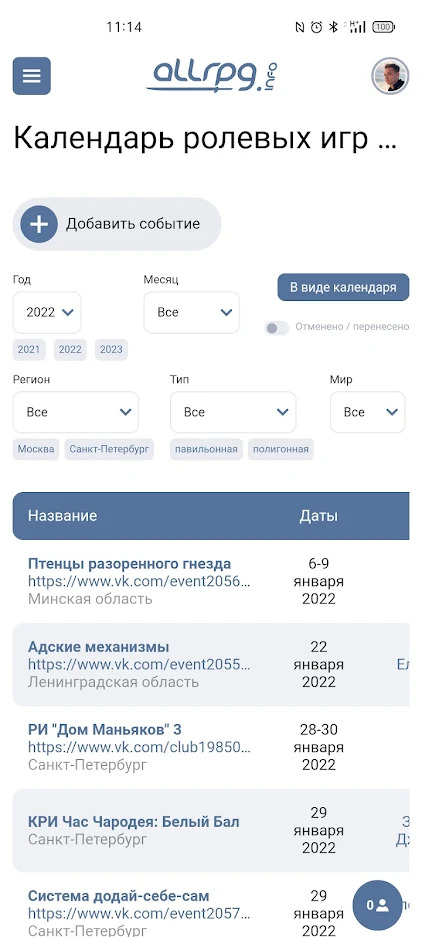 11:14
100
allrpg.info
Календарь ролевых игр ...
Добавить событие
Год
Месяц
В виде календаря
2022
Все
Отменено / перенесено
2021
2022
2023
Регион
Тип
Мир
Все
Все
Все
Москва
Санкт-Петербург
павильонная
полигонная
Название
Даты
Птенцы разоренного гнезда
https://www.vk.com/event2056...
Минская область
6-9
января
2022
Адские механизмы
https://www.vk.com/event2055...
Ленинградская область
22
января
2022
РИ "Дом Маньяков" 3
https://www.vk.com/club19850...
Санкт-Петербург
28-30
января
2022
КРИ Час Чародея: Белый Бал
Санкт-Петербург
29
января
2022
Система додай-себе-сам
https://www.vk.com/event2057...
Санкт-Петербург
29
января
2022
0